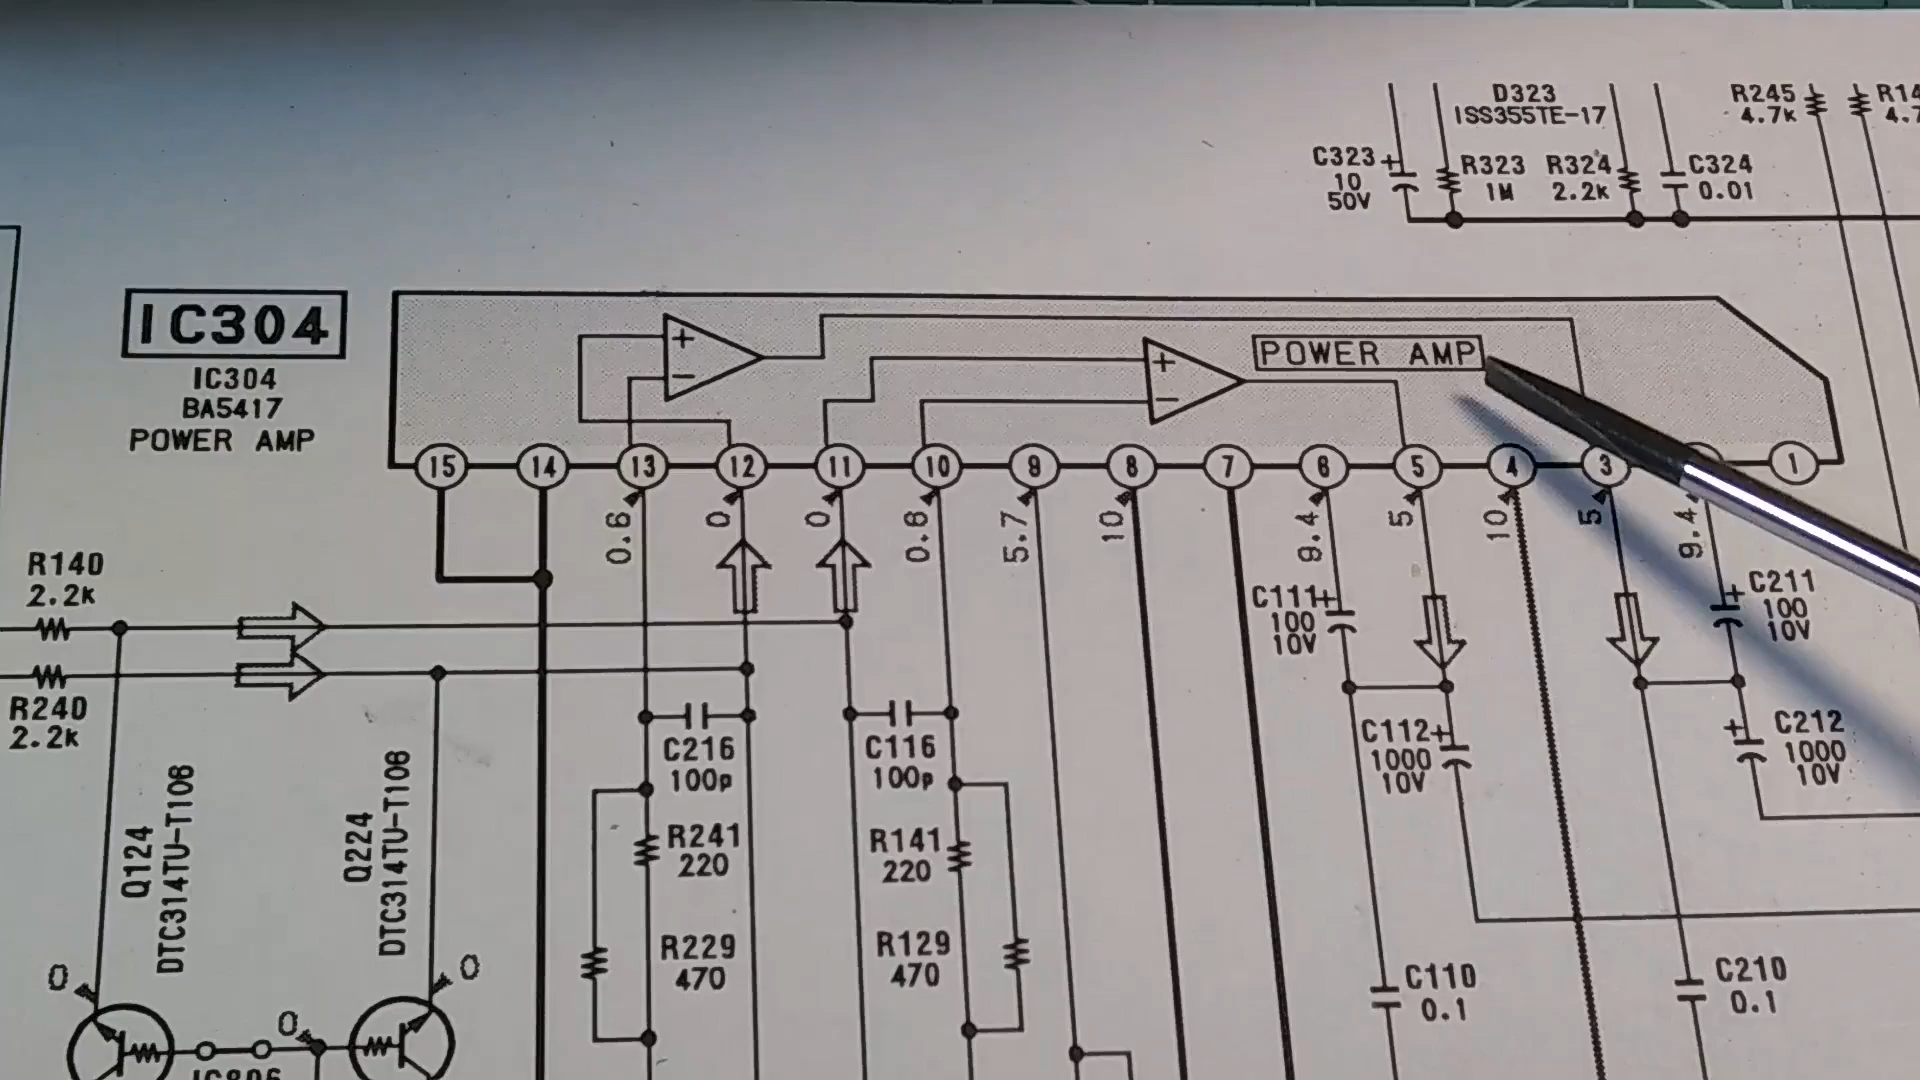 D323
1SS355TE-17
R245
4.7k
C323
10
50V
R323
1M
R324
2.2k
C324
0.01
IC304
IC304
BA5417
POWER AMP
+
−
+
−
POWER AMP
15
14
13
12
11
10
9
8
7
6
5
4
3
1
0.6
0
0
0.6
5.7
10
9.4
5
10
5
9.4
R140
2.2k
R240
2.2k
C111
100
10V
C211
100
10V
C112
1000
10V
C212
1000
10V
C216
100p
C116
100p
R241
220
R141
220
R229
470
R129
470
C110
0.1
C210
0.1
Q124
DTC314TU-T106
Q224
DTC314TU-T106
0
0
0